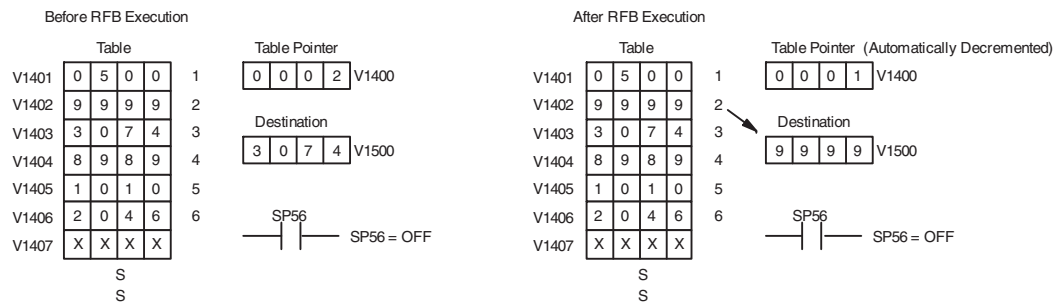 Before RFB Execution
Table
Table Pointer
V1401 0 5 0 0 1
0 0 0 2 V1400
V1402 9 9 9 9 2
V1403 3 0 7 4 3
Destination
V1404 8 9 8 9 4
3 0 7 4 V1500
V1405 1 0 1 0 5
V1406 2 0 4 6 6
SP56
V1407 X X X X
SP56 = OFF
S
S
After RFB Execution
Table
Table Pointer (Automatically Decremented)
V1401 0 5 0 0 1
0 0 0 1 V1400
V1402 9 9 9 9 2
V1403 3 0 7 4 3
Destination
V1404 8 9 8 9 4
9 9 9 9 V1500
V1405 1 0 1 0 5
V1406 2 0 4 6 6
SP56
V1407 X X X X
SP56 = OFF
S
S